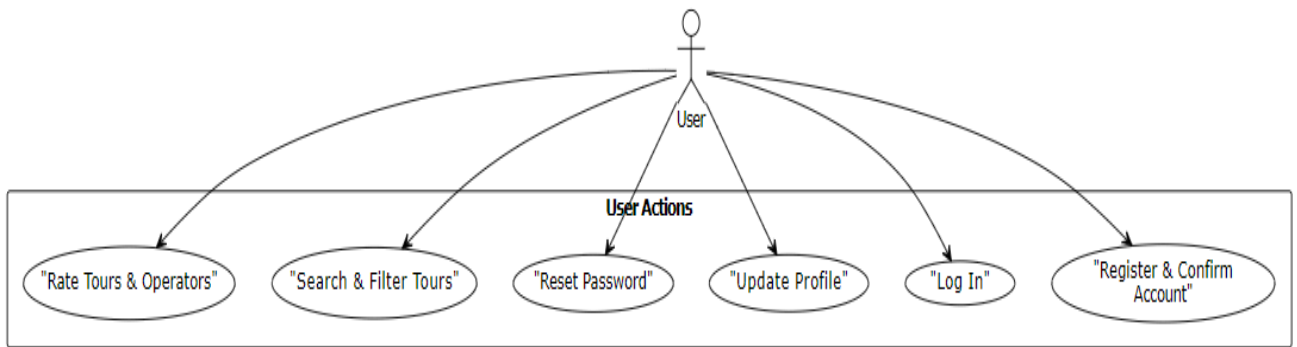 User
User Actions
"Rate Tours & Operators"
"Search & Filter Tours"
"Reset Password"
"Update Profile"
"Log In"
"Register & Confirm
Account"